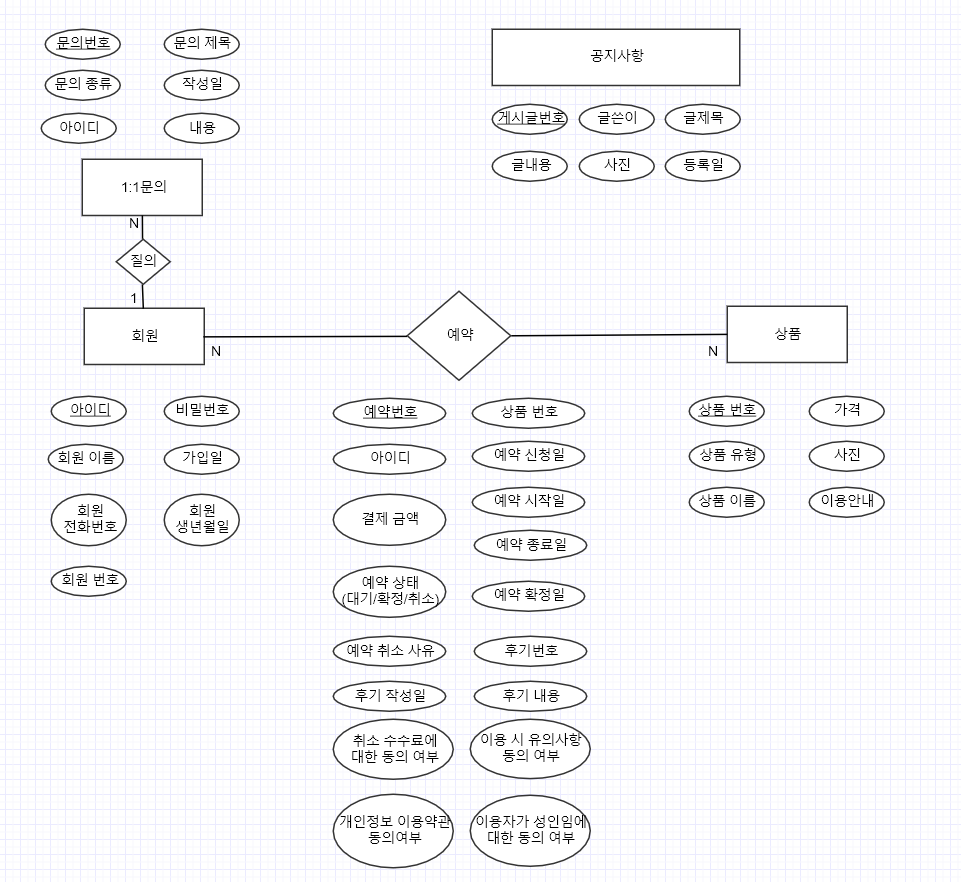 문의번호
문의 제목
문의 종류
작성일
아이디
내용
1:1문의
N
질의
1
회원
N
예약
N
상품
공지사항
게시글번호
글쓴이
글제목
글내용
사진
등록일
아이디
비밀번호
회원 이름
가입일
회원
전화번호
회원
생년월일
회원 번호
예약번호
상품 번호
아이디
예약 신청일
결제 금액
예약 시작일
예약 종료일
예약 상태
(대기/확정/취소)
예약 확정일
예약 취소 사유
후기번호
후기 작성일
후기 내용
취소 수수료에
대한 동의 여부
이용 시 유의사항
동의 여부
개인정보 이용약관
동의여부
이용자가 성인임에
대한 동의 여부
상품 번호
가격
상품 유형
사진
상품 이름
이용안내